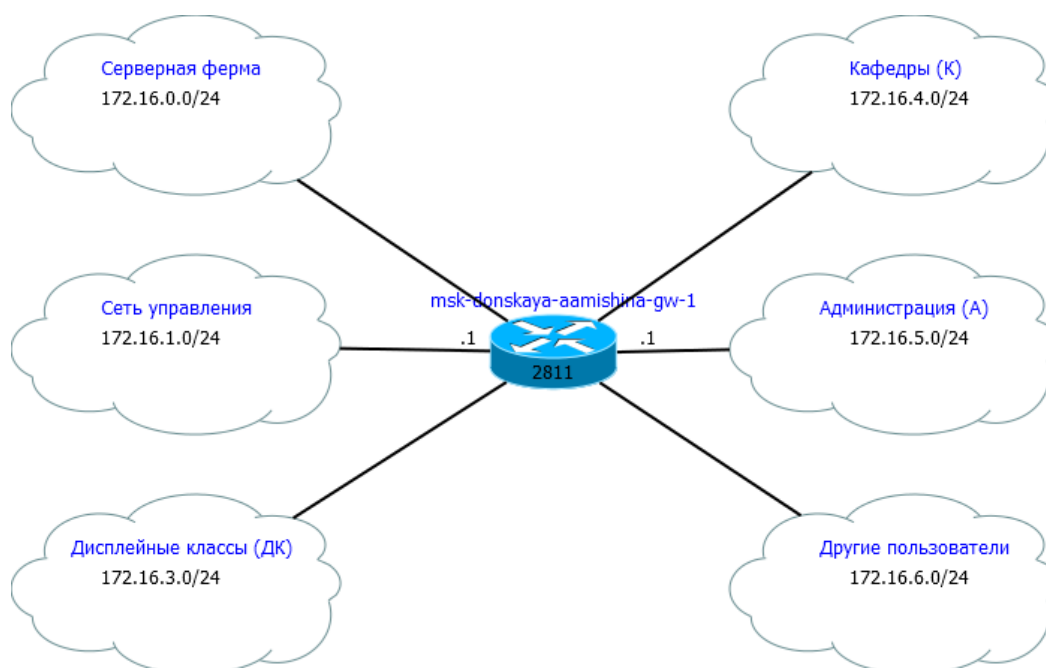 Серверная ферма
172.16.0.0/24
Кафедры (К)
172.16.4.0/24
msk-donskaya-aamishina-gw-1
Сеть управления
172.16.1.0/24
.1
.1
2811
Администрация (А)
172.16.5.0/24
Дисплейные классы (ДК)
172.16.3.0/24
Другие пользователи
172.16.6.0/24